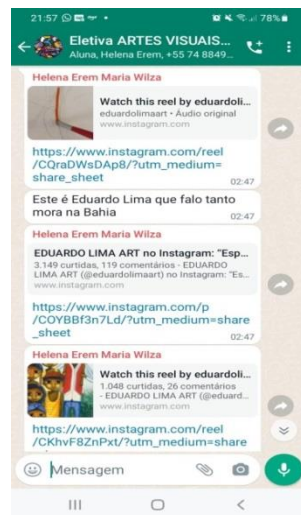 21:57
78%
Eletiva ARTES VISUAIS...
Aluna, Helena Erem, +55 74 8849...
Helena Erem Maria Wilza
Watch this reel by eduardoli...
eduardolimaart • Áudio original
www.instagram.com
https://www.instagram.com/reel
/CQraDWsDAp8/?utm_medium=
share_sheet
02:47
Este é Eduardo Lima que falo tanto
mora na Bahia
02:47
Helena Erem Maria Wilza
EDUARDO LIMA ART no Instagram: "Esp...
3.149 curtidas, 119 comentários - EDUARDO
LIMA ART (@eduardolimaart) no Instagram: "Es...
www.instagram.com
https://www.instagram.com/p
/COYBBf3n7Ld/?utm_medium=share
_sheet
02:47
Helena Erem Maria Wilza
Watch this reel by eduardoli...
1.048 curtidas, 26 comentários
- EDUARDO LIMA ART (@eduard...
www.instagram.com
https://www.instagram.com/reel
/CKhvF8ZnPxt/?utm_medium=share
Mensagem